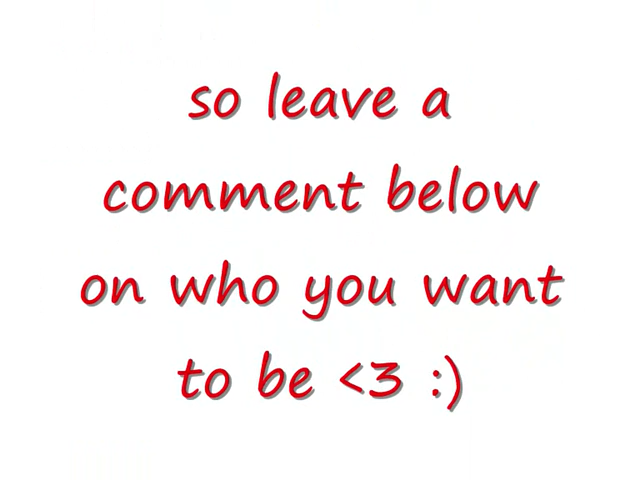 so leave a
comment below
on who you want
to be <3 :)